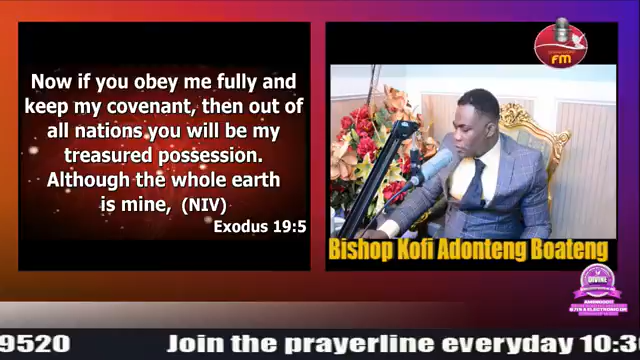 Now if you obey me fully and
keep my covenant, then out of
all nations you will be my
treasured possession.
Although the whole earth
is mine, (NIV)
Exodus 19:5
FM
Bishop Kofi Adonteng Boateng
DIVINE
9520 Join the prayerline everyday 10:3